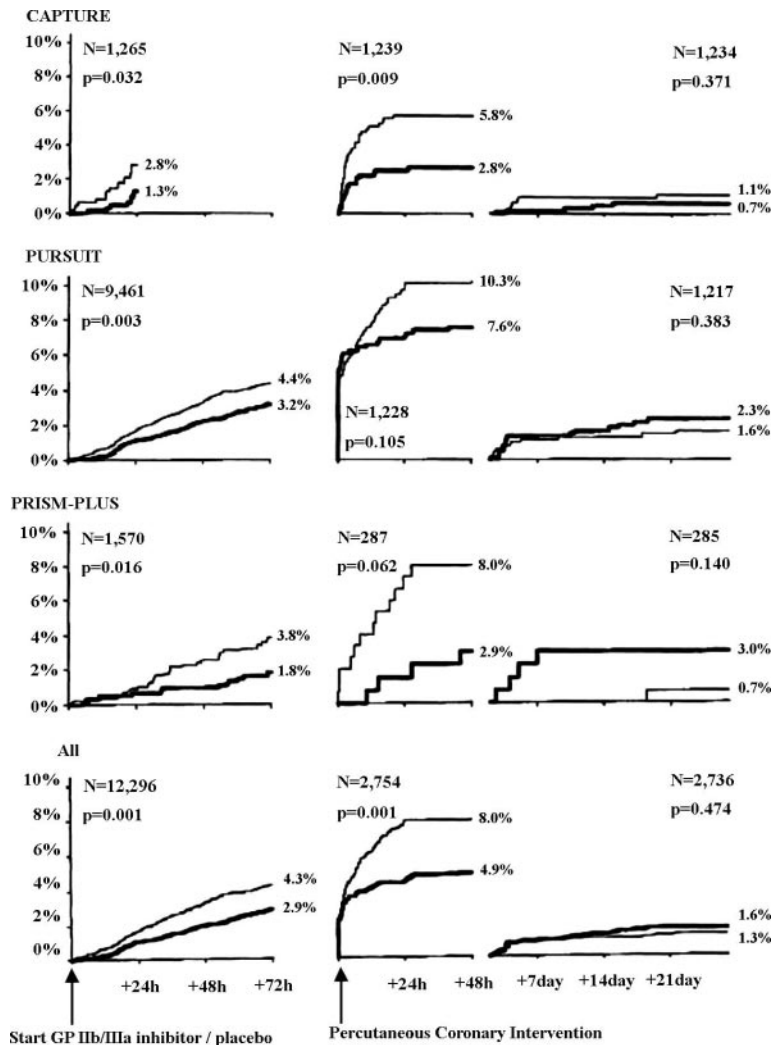 CAPTURE
10%
8%
6%
4%
2%
0%
N=1,265
p=0.032
2.8%
1.3%
N=1,239
p=0.009
5.8%
2.8%
N=1,234
p=0.371
1.1%
0.7%
PURSUIT
10%
8%
6%
4%
2%
0%
N=9,461
p=0.003
4.4%
3.2%
10.3%
7.6%
N=1,228
p=0.105
N=1,217
p=0.383
2.3%
1.6%
PRISM-PLUS
10%
8%
6%
4%
2%
0%
N=1,570
p=0.016
3.8%
1.8%
N=287
p=0.062
8.0%
2.9%
N=285
p=0.140
3.0%
0.7%
All
10%
8%
6%
4%
2%
0%
N=12,296
p=0.001
4.3%
2.9%
N=2,754
p=0.001
8.0%
4.9%
N=2,736
p=0.474
1.6%
1.3%
+24h +48h +72h
+24h +48h
+7day +14day +21day
Start GP IIb/IIIa inhibitor / placebo
Percutaneous Coronary Intervention